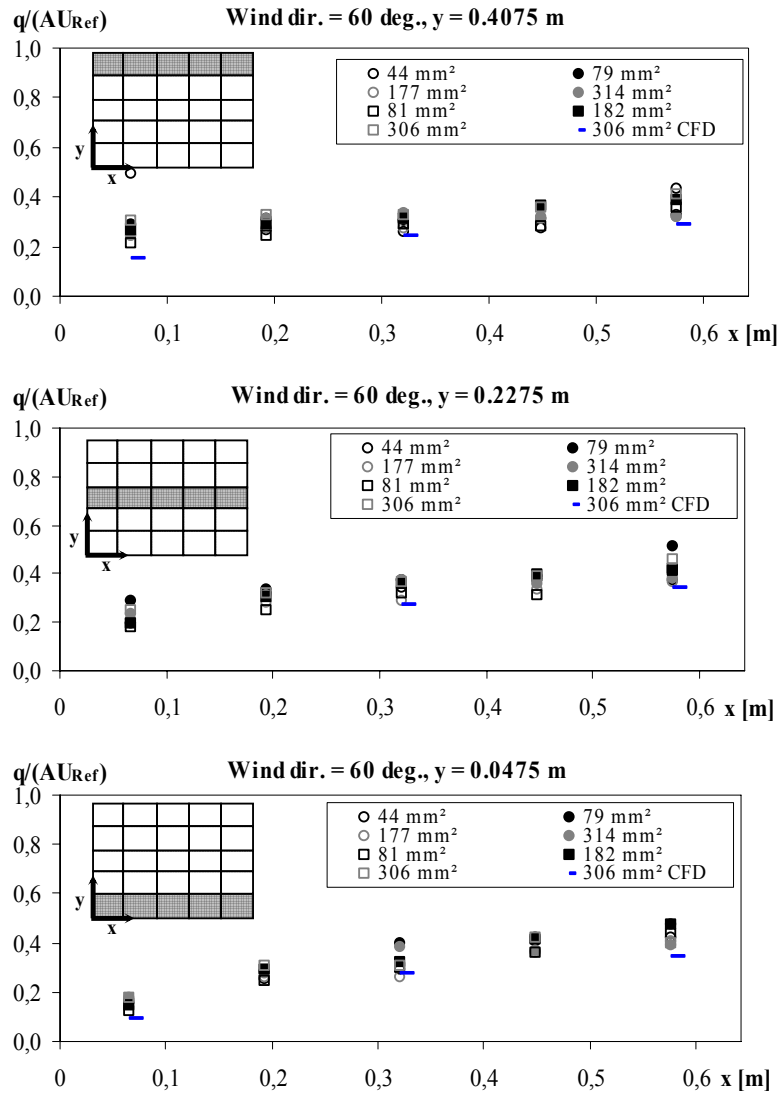 q/(AURef)
Wind dir. = 60 deg., y = 0.4075 m
1,0
0,8
0,6
0,4
0,2
0,0
y
x
44 mm²
79 mm²
177 mm²
314 mm²
81 mm²
182 mm²
306 mm²
306 mm² CFD
0
0,1
0,2
0,3
0,4
0,5
0,6
x [m]
q/(AURef)
Wind dir. = 60 deg., y = 0.2275 m
1,0
0,8
0,6
0,4
0,2
0,0
y
x
44 mm²
79 mm²
177 mm²
314 mm²
81 mm²
182 mm²
306 mm²
306 mm² CFD
0
0,1
0,2
0,3
0,4
0,5
0,6
x [m]
q/(AURef)
Wind dir. = 60 deg., y = 0.0475 m
1,0
0,8
0,6
0,4
0,2
0,0
y
x
44 mm²
79 mm²
177 mm²
314 mm²
81 mm²
182 mm²
306 mm²
306 mm² CFD
0
0,1
0,2
0,3
0,4
0,5
0,6
x [m]